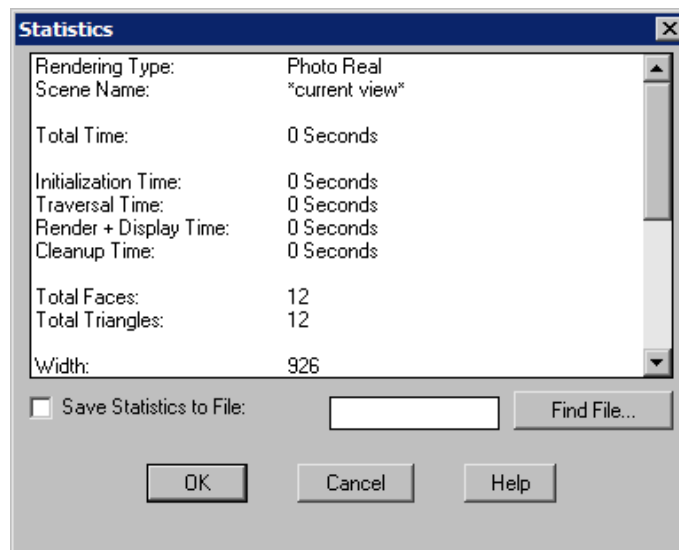 Statistics
Rendering Type: Photo Real
Scene Name: *current view*
Total Time: 0 Seconds
Initialization Time: 0 Seconds
Traversal Time: 0 Seconds
Render + Display Time: 0 Seconds
Cleanup Time: 0 Seconds
Total Faces: 12
Total Triangles: 12
Width: 926
Save Statistics to File: Find File...
OK Cancel Help